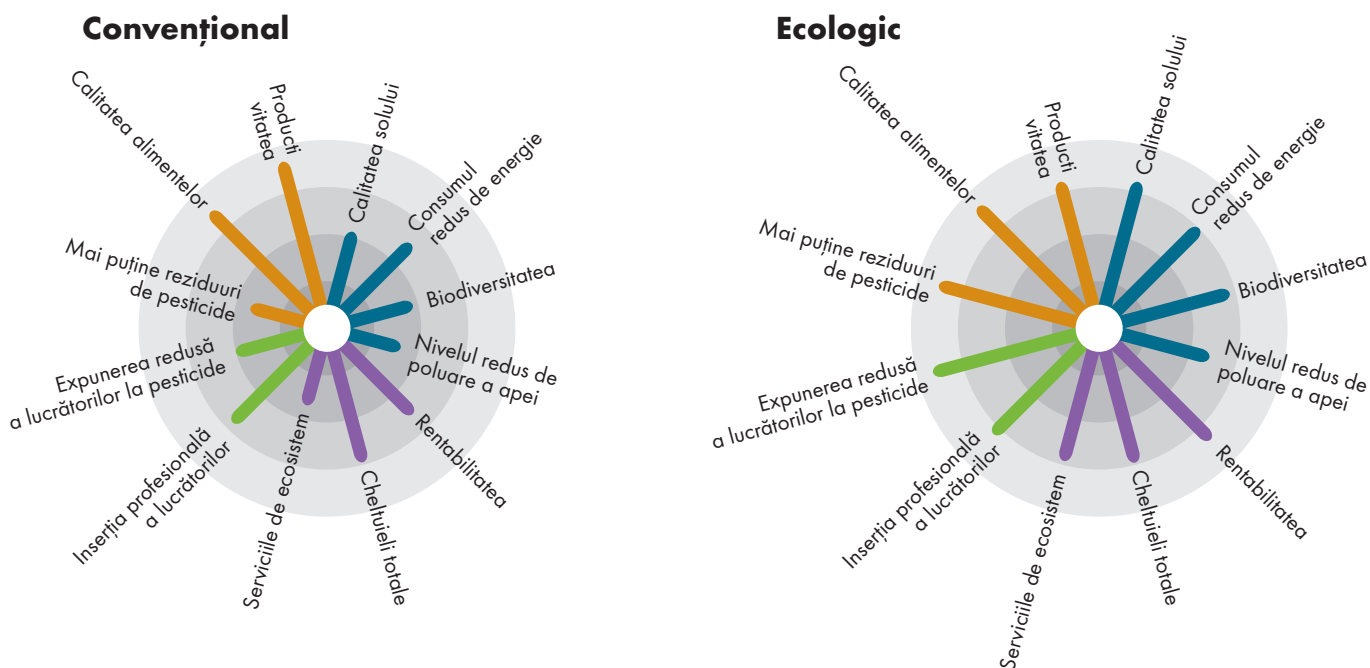 Convențional
Calitatea alimentelor
Producti
vitatea
Calitatea solului
Consumul
redus de energie
Biodiversitatea
Nivelul redus de
poluare a apei
Rentabilitatea
Cheltuieli totale
Serviciile de ecosistem
Inserția profesională
a lucrătorilor
Expunerea redusă
a lucrătorilor la pesticide
Mai puține reziduuri
de pesticide
Ecologic
Calitatea alimentelor
Producti
vitatea
Calitatea solului
Consumul
redus de energie
Biodiversitatea
Nivelul redus de
poluare a apei
Rentabilitatea
Cheltuieli totale
Serviciile de ecosistem
Inserția profesională
a lucrătorilor
Expunerea redusă
a lucrătorilor la pesticide
Mai puține reziduuri
de pesticide